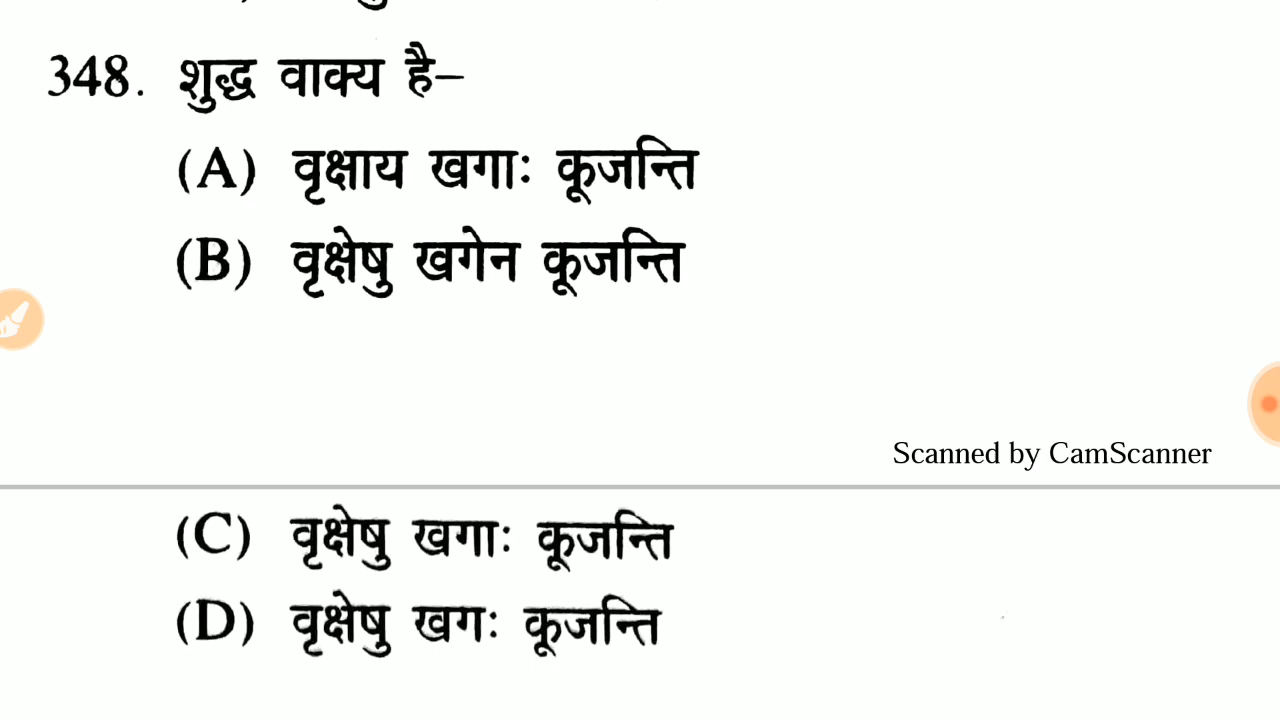 348. शुद्ध वाक्य है–
(A) वृक्षाय खगाः कूजन्ति
(B) वृक्षेषु खगेन कूजन्ति
Scanned by CamScanner
(C) वृक्षेषु खगाः कूजन्ति
(D) वृक्षेषु खगः कूजन्ति